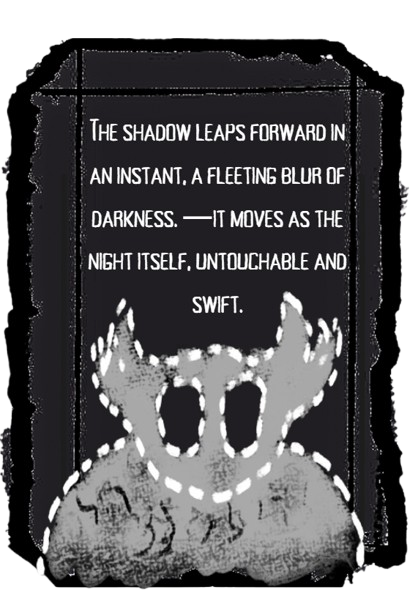 The shadow leaps forward in
an instant, a fleeting blur of
darkness. —it moves as the
night itself, untouchable and
swift.